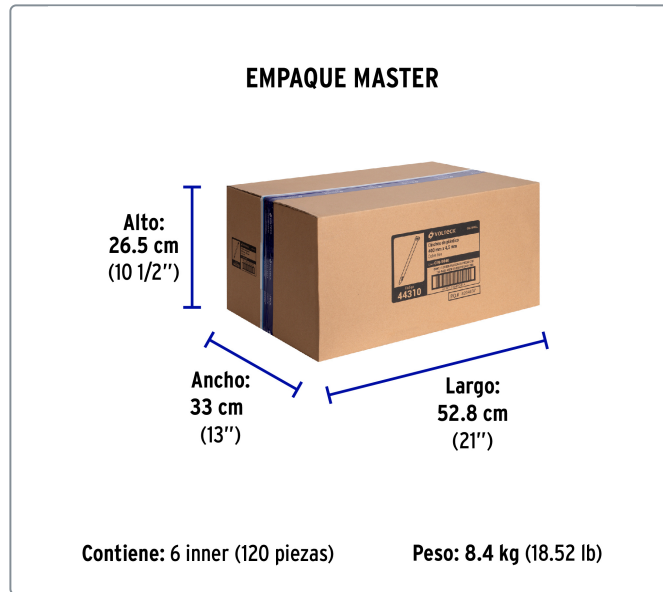 EMPAQUE MASTER
Alto:
26.5 cm
(10 1/2")
VOLTECK
44310
Ancho:
33 cm
(13")
Largo:
52.8 cm
(21")
Contiene: 6 inner (120 piezas)
Peso: 8.4 kg (18.52 lb)